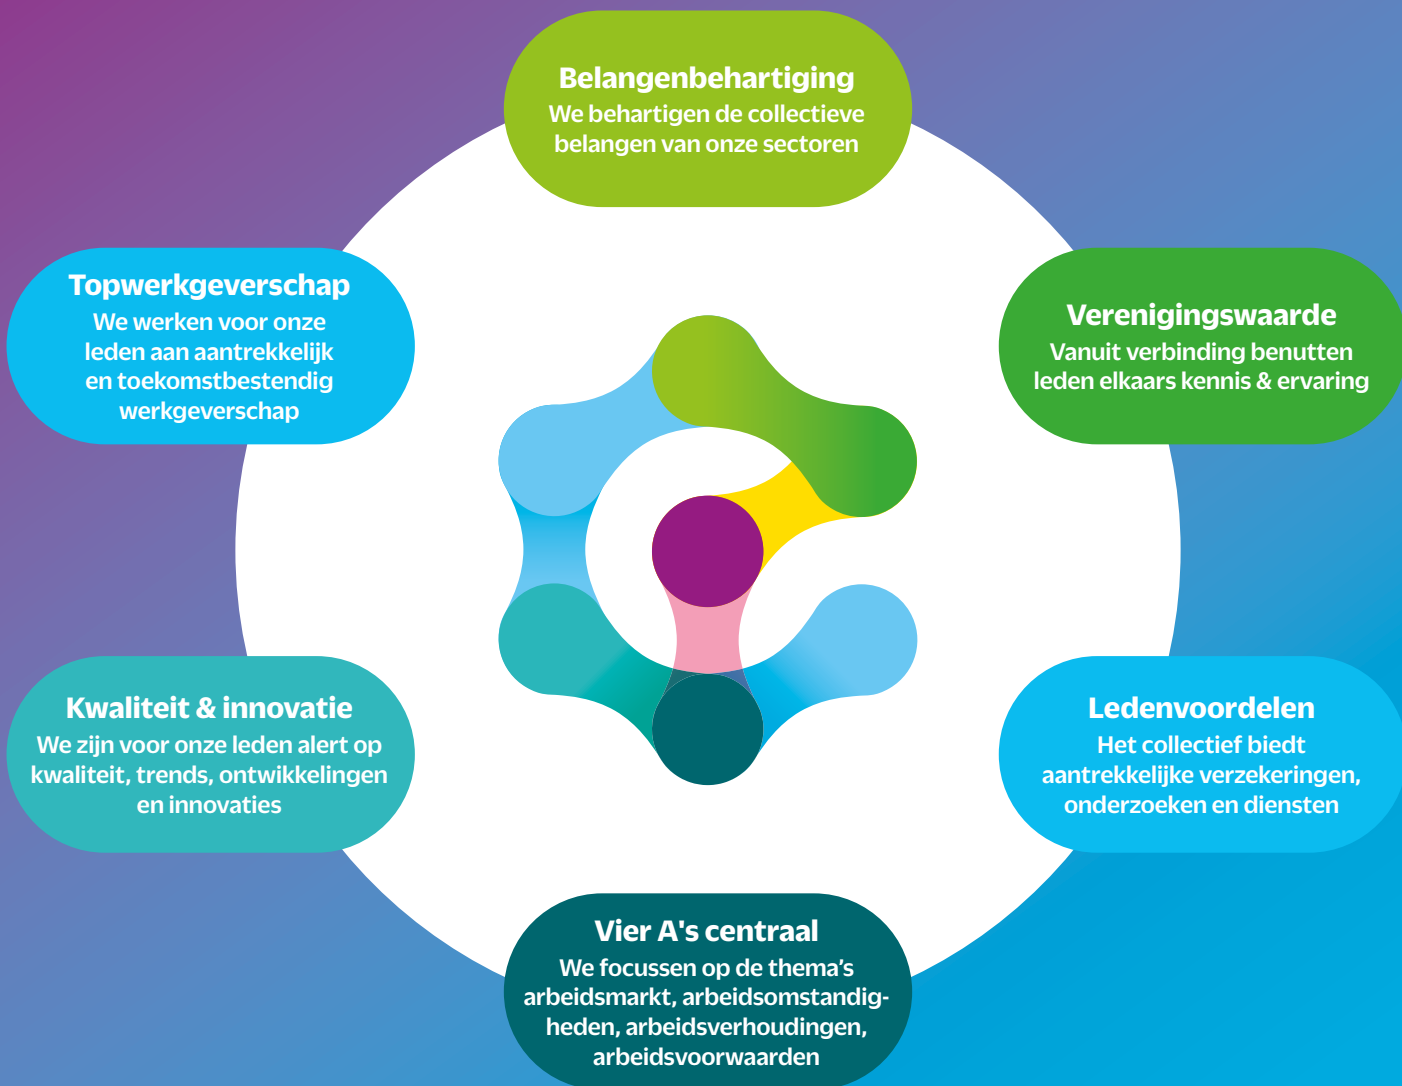 Belangenbehartiging
We behartigen de collectieve
belangen van onze sectoren
Topwerkgeverschap
We werken voor onze
leden aan aantrekkelijk
en toekomstbestendig
werkgeverschap
Verenigingswaarde
Vanuit verbinding benutten
leden elkaars kennis & ervaring
Kwaliteit & innovatie
We zijn voor onze leden alert op
kwaliteit, trends, ontwikkelingen
en innovaties
Ledenvoordelen
Het collectief biedt
aantrekkelijke verzekeringen,
onderzoeken en diensten
Vier A's centraal
We focussen op de thema's
arbeidsmarkt, arbeidsomstandig-
heden, arbeidsverhoudingen,
arbeidsvoorwaarden